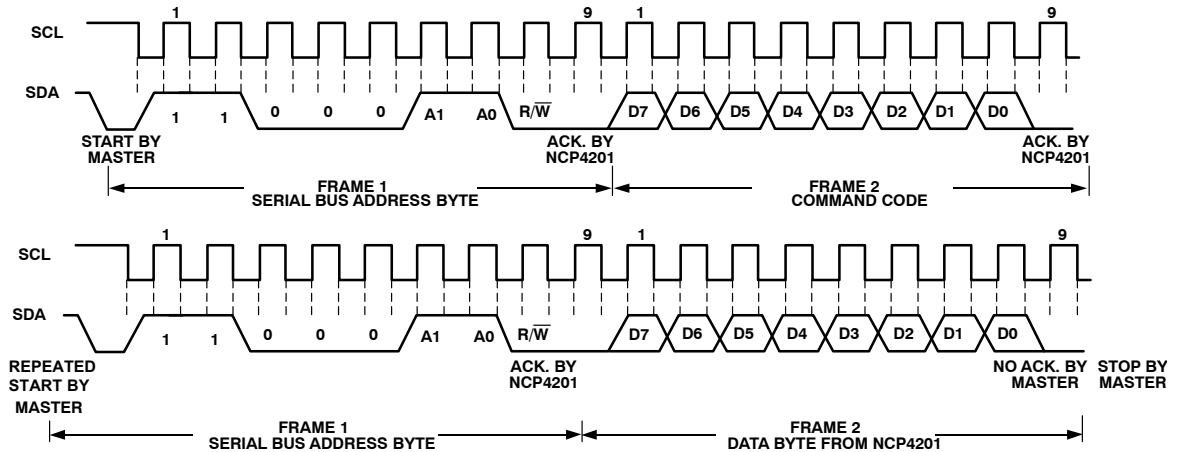 1 9 1 9
SCL
SDA
1 1 0 0 0 A1 A0 R/W̅ D7 D6 D5 D4 D3 D2 D1 D0
START BY
MASTER
ACK. BY
NCP4201
ACK. BY
NCP4201
FRAME 1
SERIAL BUS ADDRESS BYTE
FRAME 2
COMMAND CODE
1 9 1 9
SCL
SDA
1 1 0 0 0 A1 A0 R/W̅ D7 D6 D5 D4 D3 D2 D1 D0
REPEATED
START BY
MASTER
ACK. BY
NCP4201
NO ACK. BY
MASTER
STOP BY
MASTER
FRAME 1
SERIAL BUS ADDRESS BYTE
FRAME 2
DATA BYTE FROM NCP4201